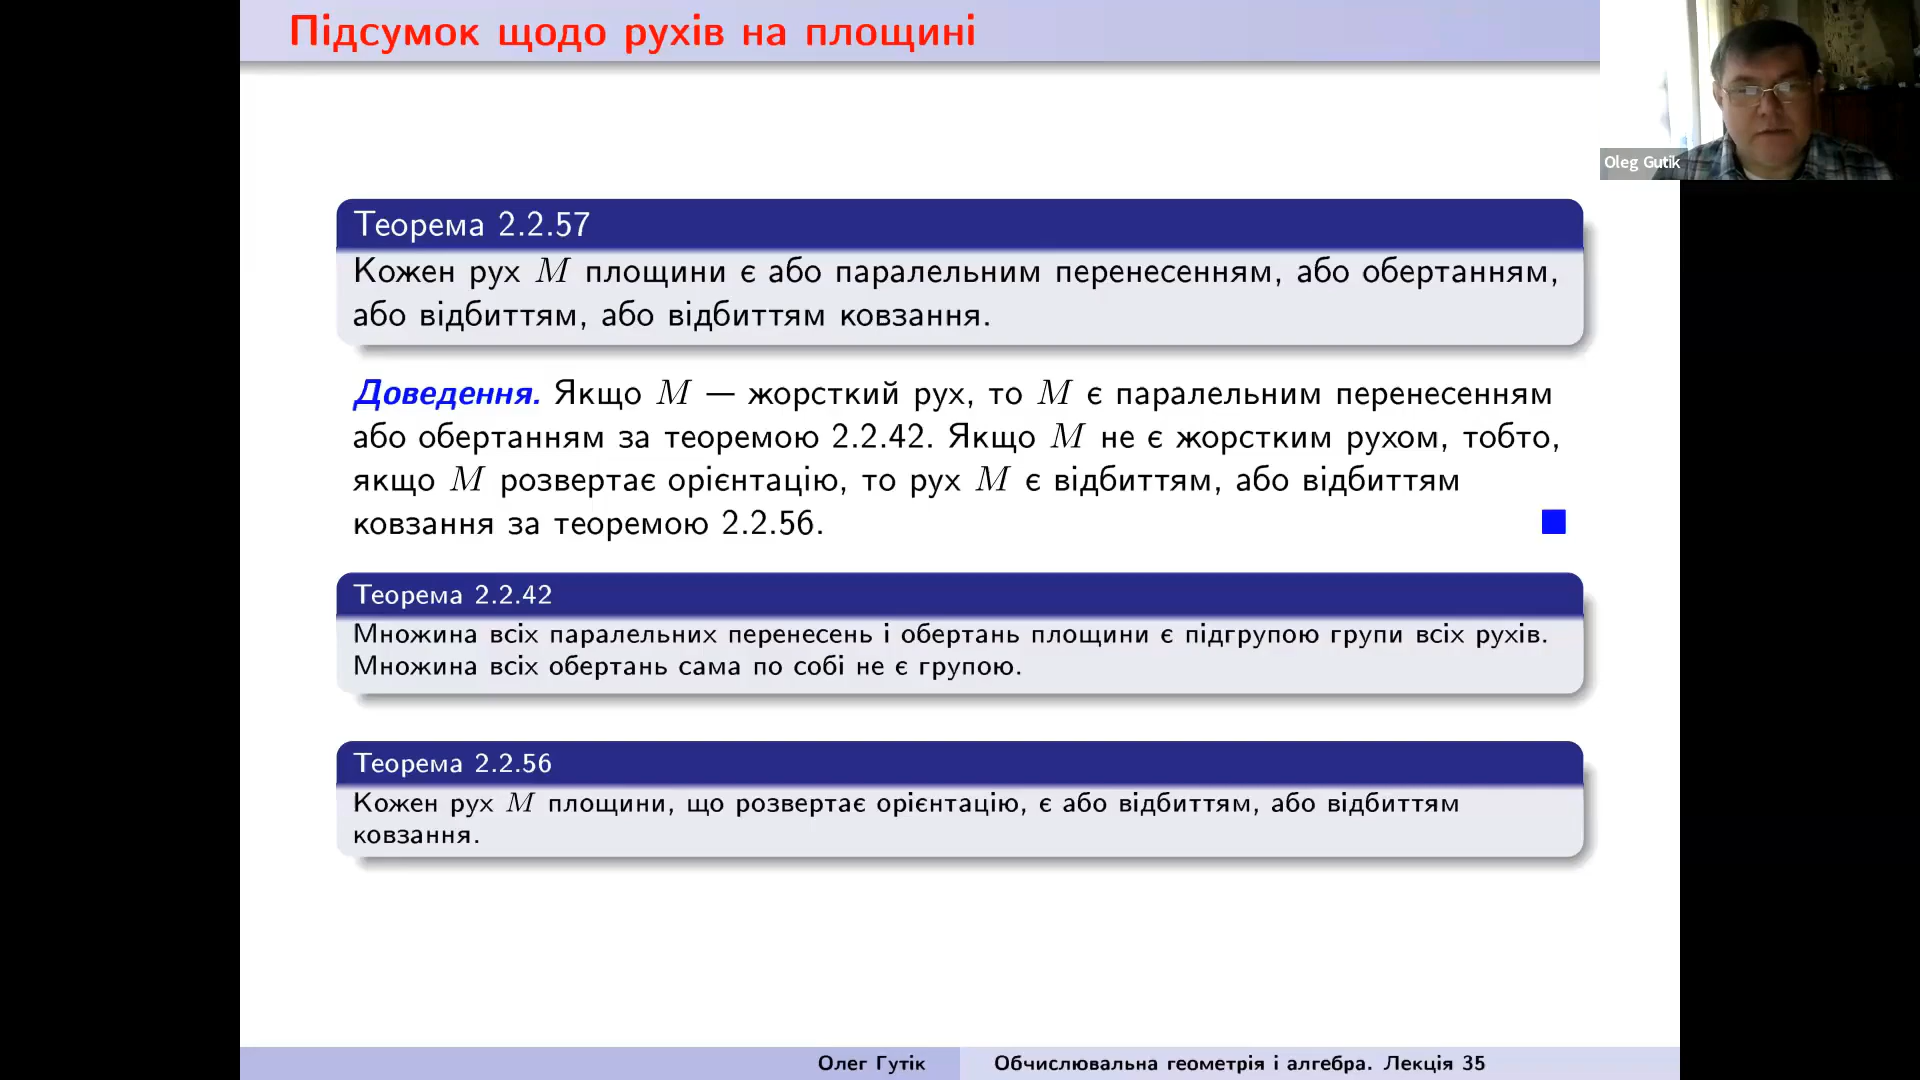 Підсумок щодо рухів на площині
Oleg Gutik
Теорема 2.2.57
Кожен рух M площини є або паралельним перенесенням, або обертанням,
або відбиттям, або відбиттям ковзання.
Доведення. Якщо M — жорсткий рух, то M є паралельним перенесенням
або обертанням за теоремою 2.2.42. Якщо M не є жорстким рухом, тобто,
якщо M розвертає орієнтацію, то рух M є відбиттям, або відбиттям
ковзання за теоремою 2.2.56.
Теорема 2.2.42
Множина всіх паралельних перенесень і обертань площини є підгрупою групи всіх рухів.
Множина всіх обертань сама по собі не є групою.
Теорема 2.2.56
Кожен рух M площини, що розвертає орієнтацію, є або відбиттям, або відбиттям
ковзання.
Олег Гутік
Обчислювальна геометрія і алгебра. Лекція 35